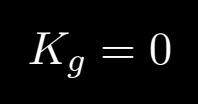 K_g = 0